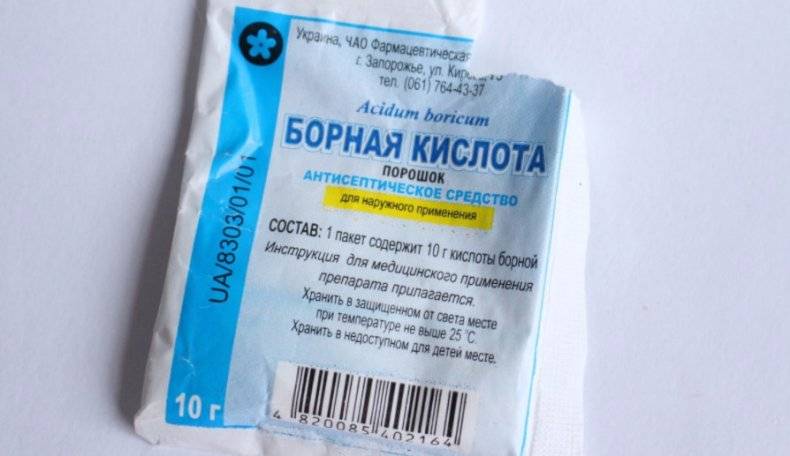 Украина, ЧАО Фармацевтическая
г. Запорожье, ул.
тел. (061) 764-43-37
Acidum boricum
БОРНАЯ КИСЛОТА
ПОРОШОК
АНТИСЕПТИЧЕСКОЕ СРЕДСТВО
для наружного применения
СОСТАВ: 1 пакет содержит 10 г кислоты борной
Инструкция для медицинского применения
препарата прилагается.
Хранить в защищенном от света месте
при температуре не выше 25 °С.
Хранить в недоступном для детей месте.
UA/8303/01/01
10 г
4 820085 402164